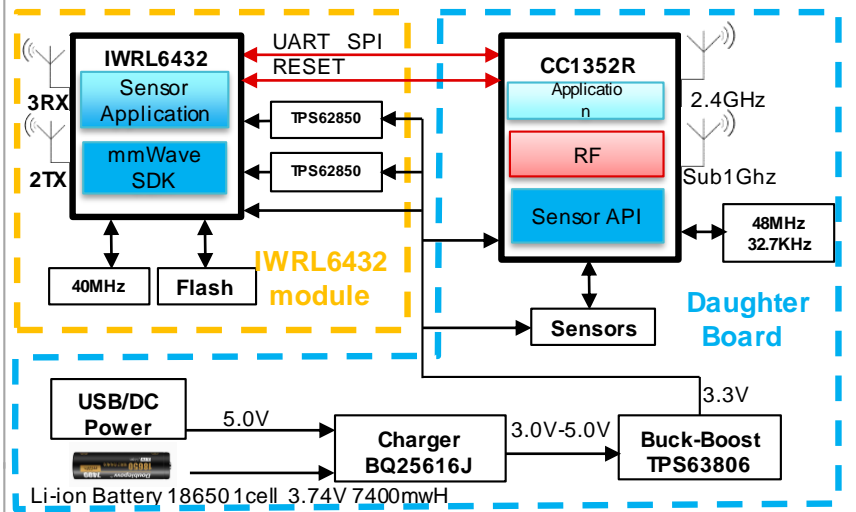 IWRL6432
UART SPI
RESET
CC1352R
Sensor
Application
3RX
2TX
mmWave
SDK
TPS62850
TPS62850
Applicatio
n
RF
Sensor API
2.4GHz
Sub1Ghz
48MHz
32.7KHz
40MHz
Flash
IWRL6432
module
Sensors
Daughter
Board
USB/DC
Power
5.0V
Charger
BQ25616J
3.0V-5.0V
3.3V
Buck-Boost
TPS63806
Li-ion Battery 18650 1cell 3.74V 7400mwH